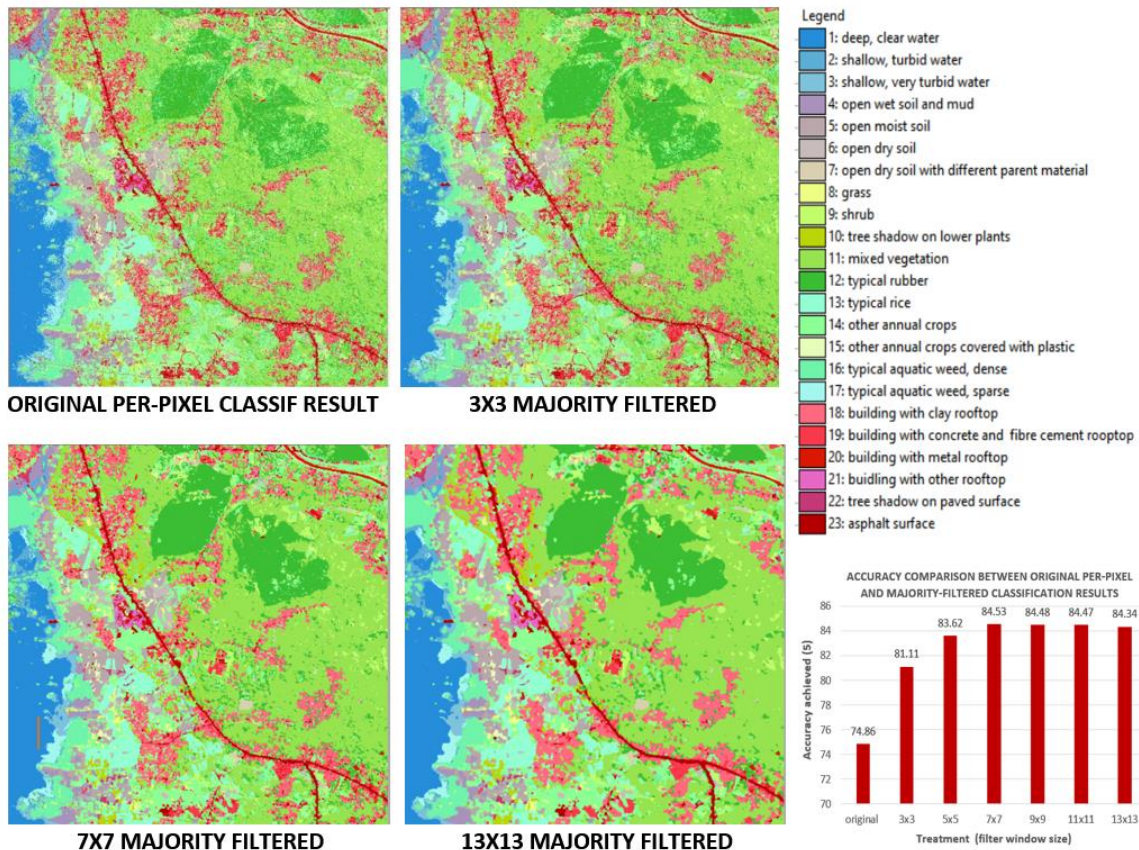 ORIGINAL PER-PIXEL CLASSIF RESULT
3X3 MAJORITY FILTERED
7X7 MAJORITY FILTERED
13X13 MAJORITY FILTERED
Legend
1: deep, clear water
2: shallow, turbid water
3: shallow, very turbid water
4: open wet soil and mud
5: open moist soil
6: open dry soil
7: open dry soil with different parent material
8: grass
9: shrub
10: tree shadow on lower plants
11: mixed vegetation
12: typical rubber
13: typical rice
14: other annual crops
15: other annual crops covered with plastic
16: typical aquatic weed, dense
17: typical aquatic weed, sparse
18: building with clay rooftop
19: building with concrete and fibre cement rooptop
20: building with metal rooftop
21: buidling with other rooftop
22: tree shadow on paved surface
23: asphalt surface
ACCURACY COMPARISON BETWEEN ORIGINAL PER-PIXEL
AND MAJORITY-FILTERED CLASSIFICATION RESULTS
Accuracy achieved (5)
86
84
82
80
78
76
74
72
70
74.86
81.11
83.62
84.53
84.48
84.47
84.34
original 3x3 5x5 7x7 9x9 11x11 13x13
Treatment (filter window size)